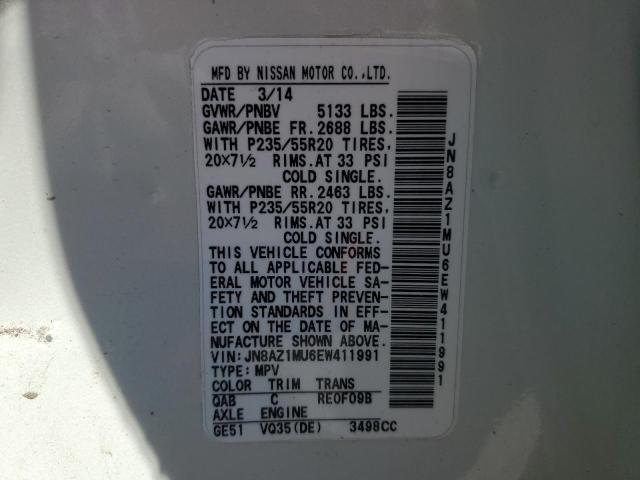 MFD BY NISSAN MOTOR CO.,LTD.
DATE 3/14
GVWR/PNBV 5133 LBS.
GAWR/PNBE FR. 2688 LBS.
WITH P235/55R20 TIRES,
20×7½ RIMS.AT 33 PSI
COLD SINGLE.
GAWR/PNBE RR. 2463 LBS.
WITH P235/55R20 TIRES,
20×7½ RIMS.AT 33 PSI
COLD SINGLE.
THIS VEHICLE CONFORMS
TO ALL APPLICABLE FED-
ERAL MOTOR VEHICLE SA-
FETY AND THEFT PREVEN-
TION STANDARDS IN EFF-
ECT ON THE DATE OF MA-
NUFACTURE SHOWN ABOVE.
VIN: JN8AZ1MU6EW411991
TYPE: MPV
COLOR TRIM TRANS
QAB C RE0F09B
AXLE ENGINE
GE51 VQ35(DE) 3498CC
JN8AZ1MU6EW411991